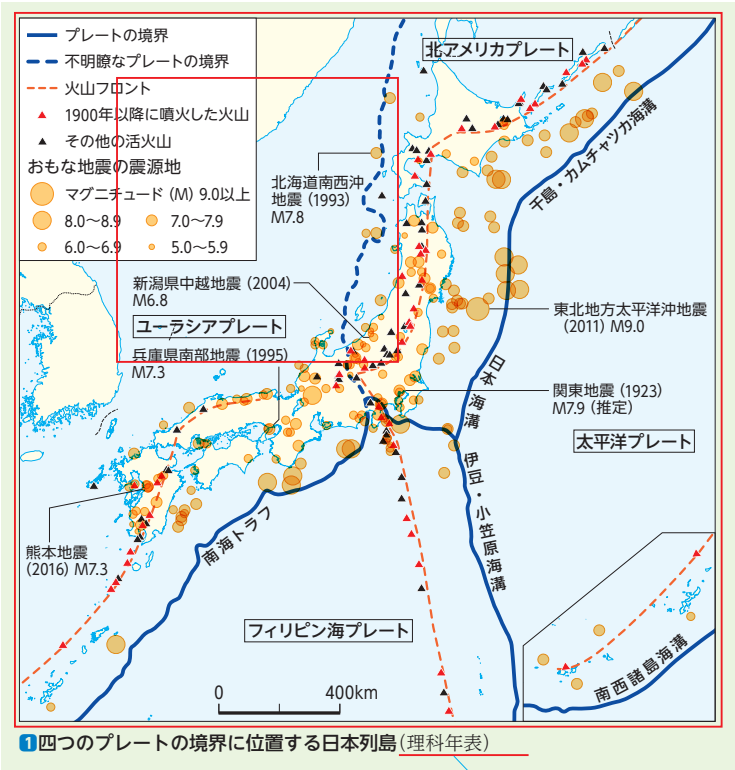 プレートの境界
不明瞭なプレートの境界
火山フロント
1900年以降に噴火した火山
その他の活火山
おもな地震の震源地
マグニチュード (M) 9.0以上
8.0〜8.9 7.0〜7.9
6.0〜6.9 5.0〜5.9
北アメリカプレート
千島・カムチャツカ海溝
北海道南西沖
地震 (1993)
M7.8
新潟県中越地震 (2004)
M6.8
ユーラシアプレート
兵庫県南部地震 (1995)
M7.3
東北地方太平洋沖地震
(2011) M9.0
日本海溝
関東地震 (1923)
M7.9 (推定)
太平洋プレート
伊豆・小笠原海溝
熊本地震
(2016) M7.3
南海トラフ
フィリピン海プレート
南西諸島海溝
0 400km
1四つのプレートの境界に位置する日本列島(理科年表)